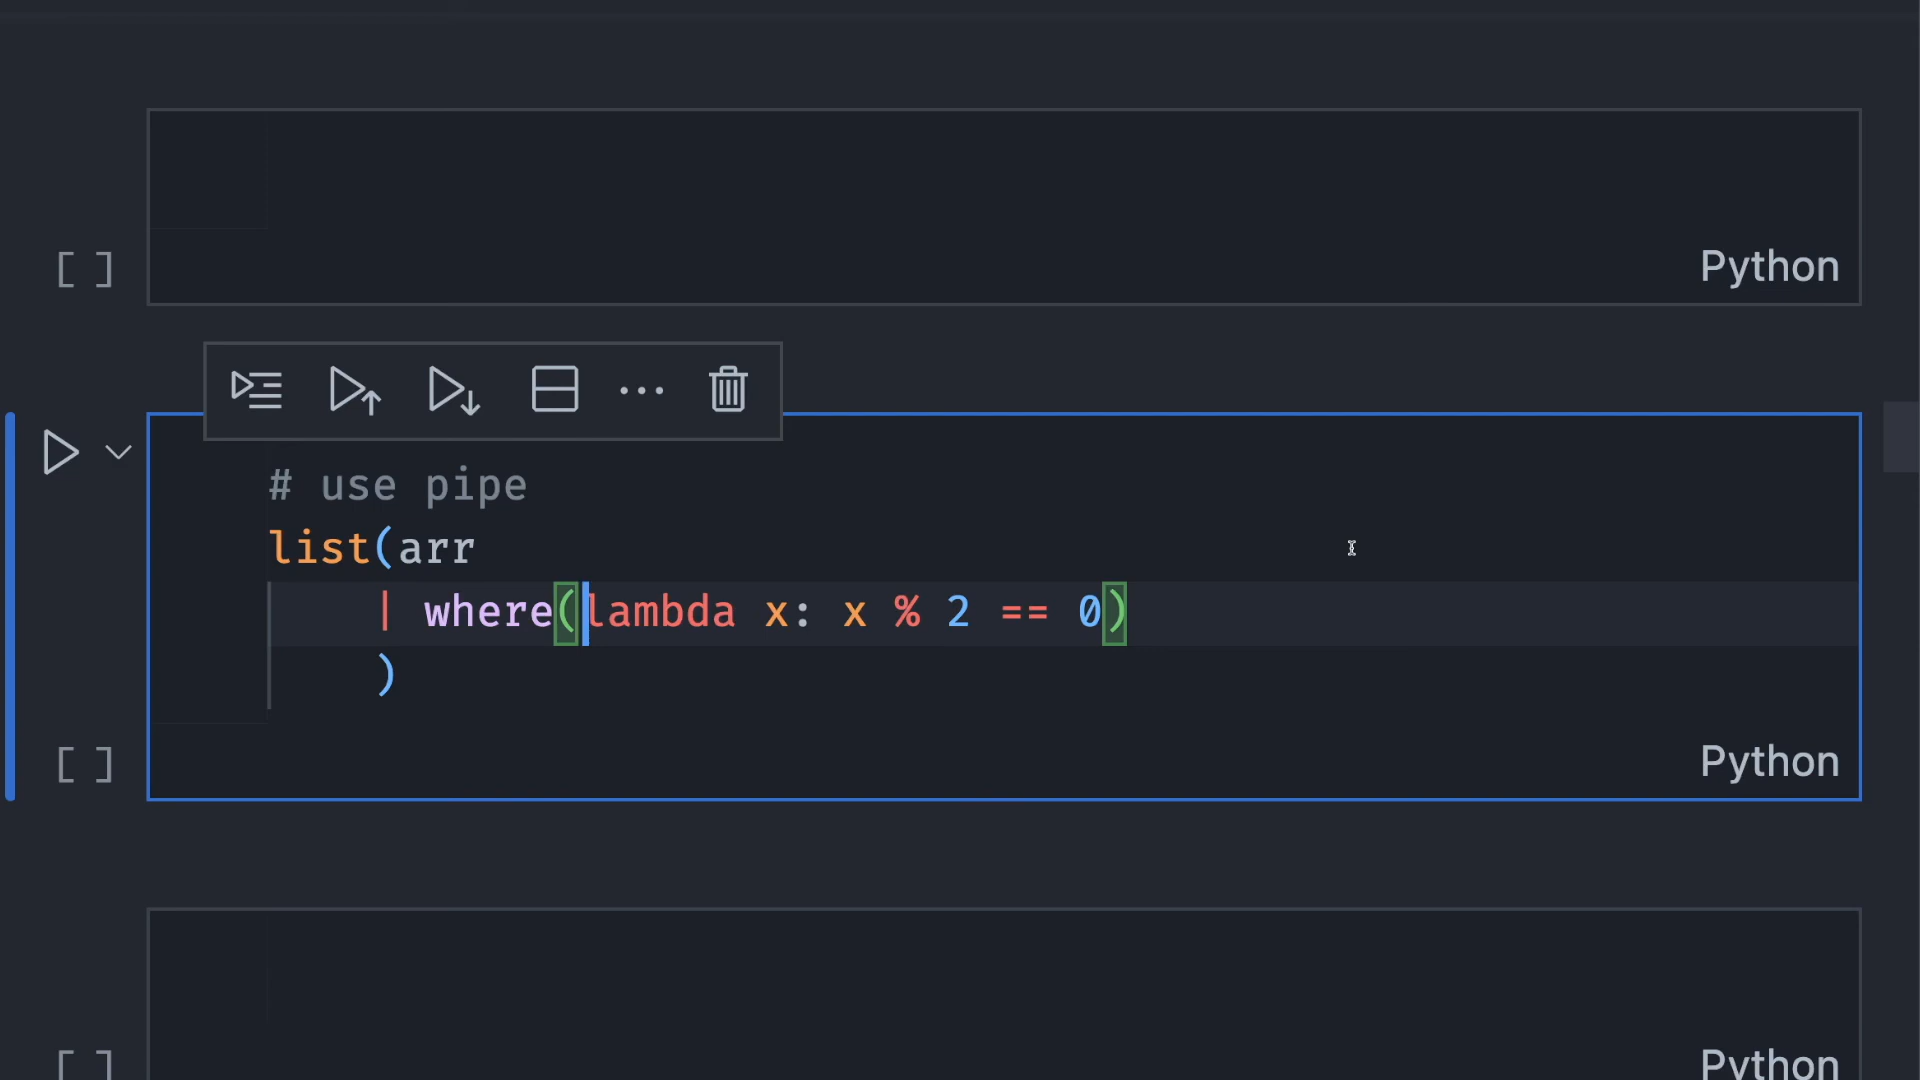 [ ]
Python
# use pipe
list(arr
| where(lambda x: x % 2 == 0)
)
[ ]
Python
[ ]
Python